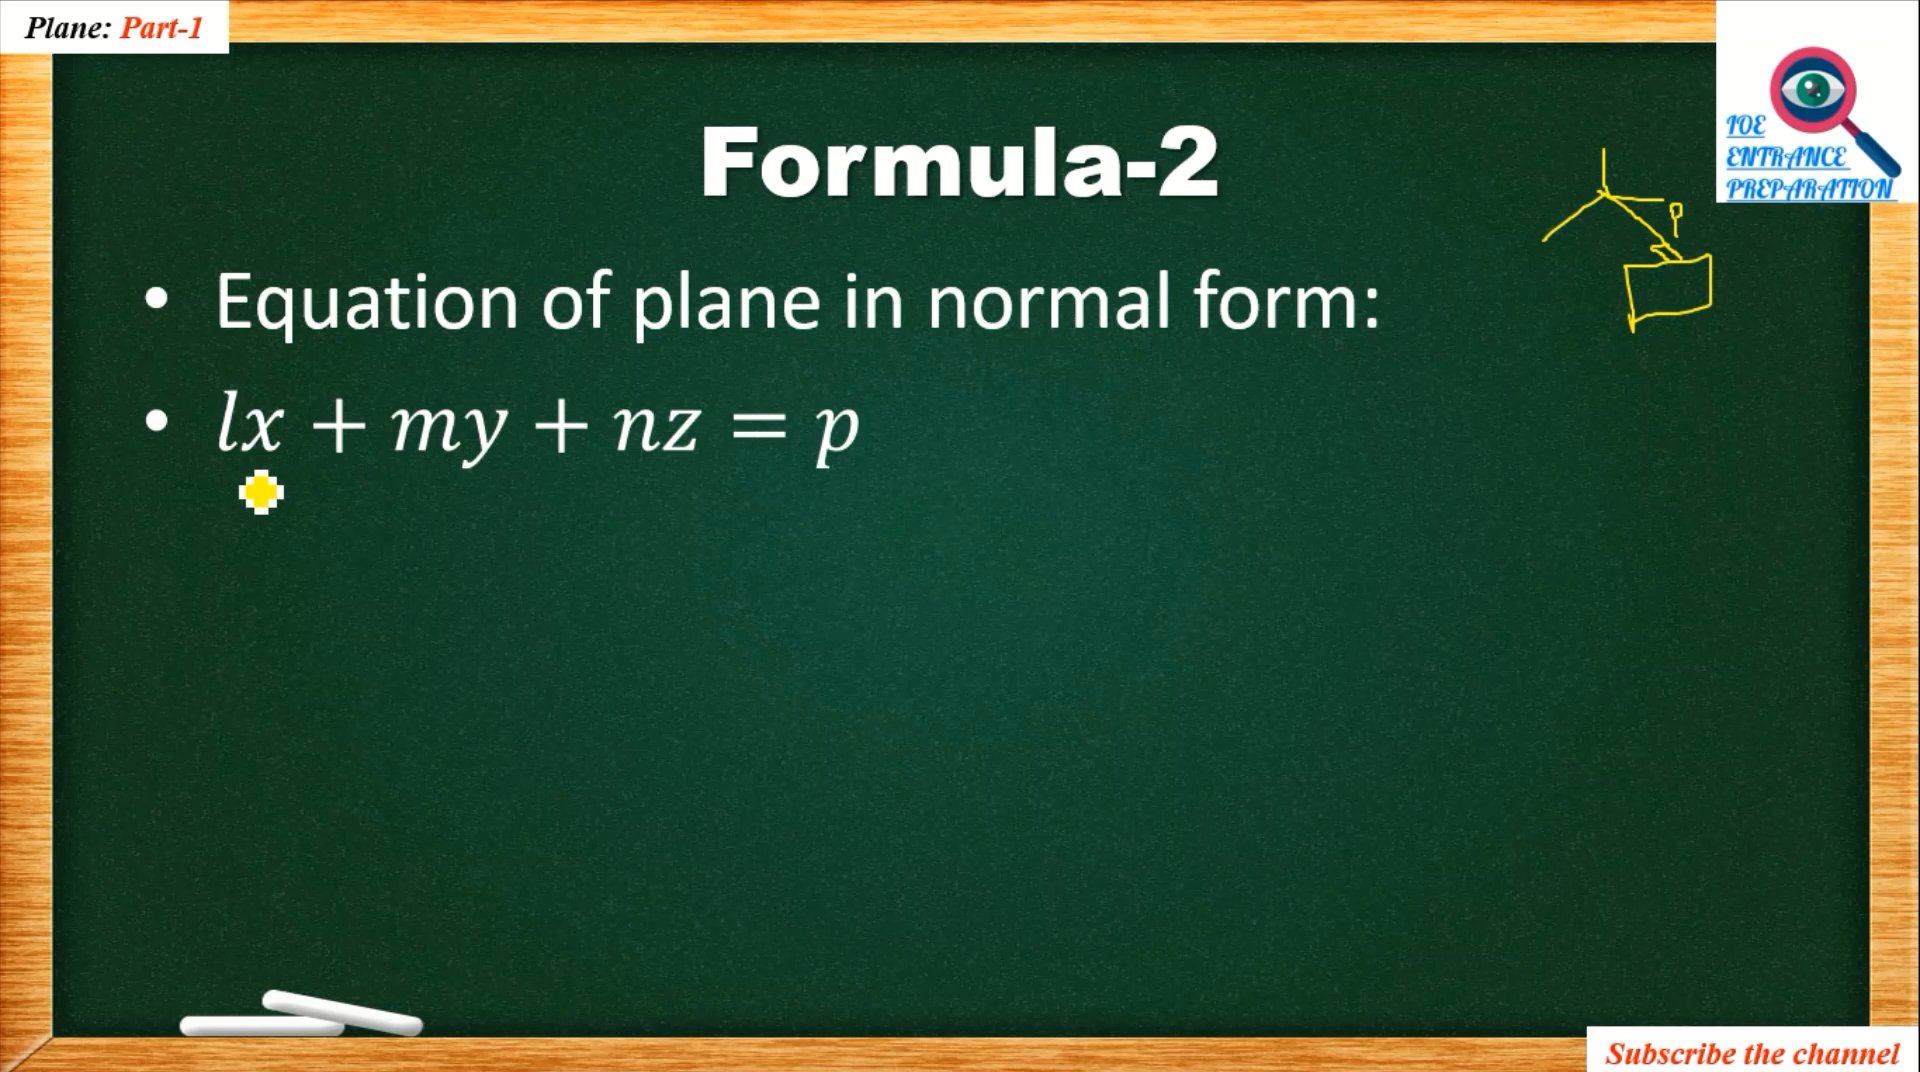 Plane: Part-1
IOE
ENTRANCE
PREPARATION
Formula-2
P
• Equation of plane in normal form:
• lx + my + nz = p
Subscribe the channel